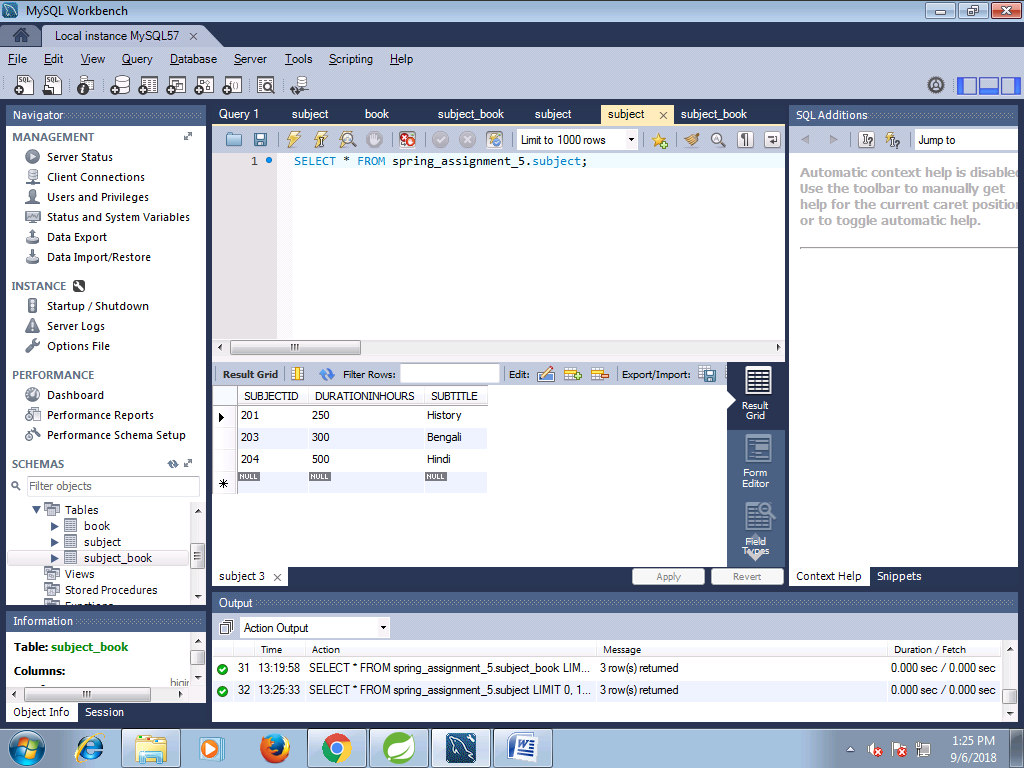 MySQL Workbench
Local instance MySQL57
File Edit View Query Database Server Tools Scripting Help
Navigator
MANAGEMENT
Server Status
Client Connections
Users and Privileges
Status and System Variables
Data Export
Data Import/Restore
INSTANCE
Startup / Shutdown
Server Logs
Options File
PERFORMANCE
Dashboard
Performance Reports
Performance Schema Setup
SCHEMAS
Filter objects
Tables
book
subject
subject_book
Views
Stored Procedures
Functions
Information
Table: subject_book
Columns:
bigin
Object Info Session
Query 1 subject book subject_book subject subject subject_book
Limit to 1000 rows
1 SELECT * FROM spring_assignment_5.subject;
Result Grid Filter Rows: Edit: Export/Import:
SUBJECTID DURATIONINHOURS SUBTITLE
201 250 History
203 300 Bengali
204 500 Hindi
NULL NULL NULL
Result
Grid
Form
Editor
Field
Types
subject 3 Apply Revert
SQL Additions
Jump to
Automatic context help is disabled
Use the toolbar to manually get
help for the current caret position
or to toggle automatic help.
Context Help Snippets
Output
Action Output
Time Action Message Duration / Fetch
31 13:19:58 SELECT * FROM spring_assignment_5.subject_book LIM... 3 row(s) returned 0.000 sec / 0.000 sec
32 13:25:33 SELECT * FROM spring_assignment_5.subject LIMIT 0, 1... 3 row(s) returned 0.000 sec / 0.000 sec
1:25 PM
9/6/2018